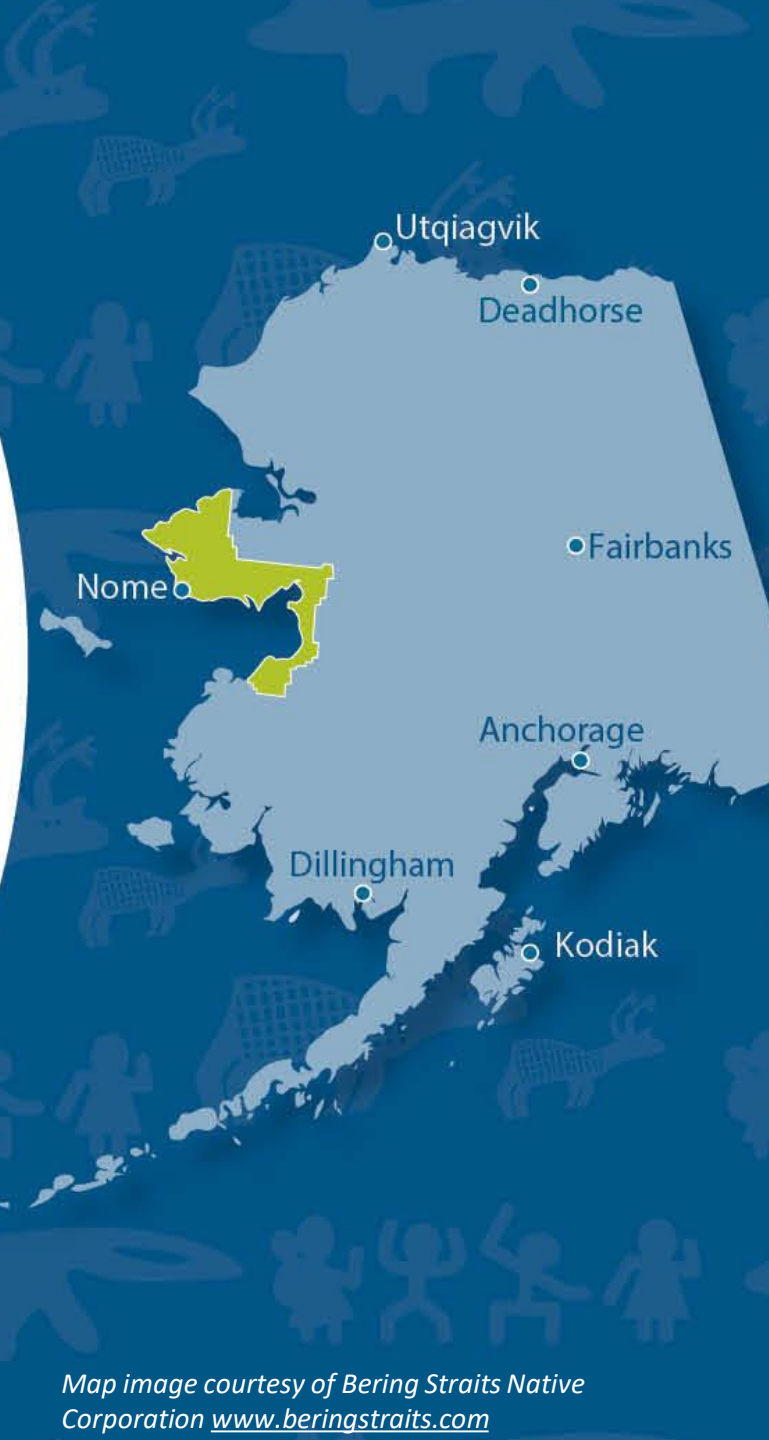 Utqiagvik
Deadhorse
Fairbanks
Nome
Anchorage
Dillingham
Kodiak
Map image courtesy of Bering Straits Native
Corporation www.beringstraits.com